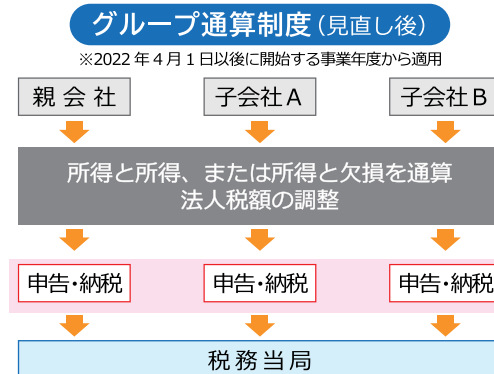 グループ通算制度（見直し後）
※2022年4月1日以後に開始する事業年度から適用
親会社 子会社A 子会社B
所得と所得、または所得と欠損を通算
法人税額の調整
申告・納税 申告・納税 申告・納税
税務当局